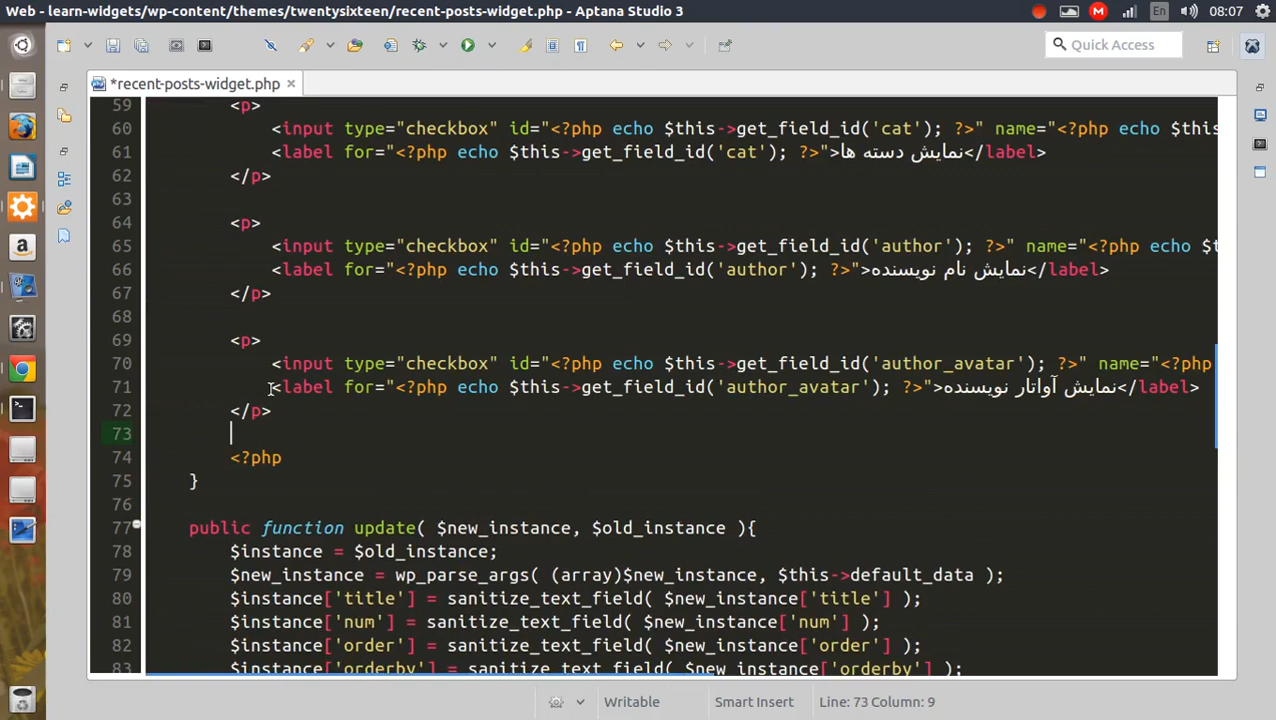 Web - learn-widgets/wp-content/themes/twentysixteen/recent-posts-widget.php - Aptana Studio 3
En
08:07
Quick Access
*recent-posts-widget.php
59 <p>
60 <input type="checkbox" id="<?php echo $this->get_field_id('cat'); ?>" name="<?php echo $this
61 <label for="<?php echo $this->get_field_id('cat'); ?>">نمایش دسته ها</label>
62 </p>
63
64 <p>
65 <input type="checkbox" id="<?php echo $this->get_field_id('author'); ?>" name="<?php echo $t
66 <label for="<?php echo $this->get_field_id('author'); ?>">نمایش نام نویسنده</label>
67 </p>
68
69 <p>
70 <input type="checkbox" id="<?php echo $this->get_field_id('author_avatar'); ?>" name="<?php
71 <label for="<?php echo $this->get_field_id('author_avatar'); ?>">نمایش آواتار نویسنده</label>
72 </p>
73
74 <?php
75 }
76
77 public function update( $new_instance, $old_instance ){
78 $instance = $old_instance;
79 $new_instance = wp_parse_args( (array)$new_instance, $this->default_data );
80 $instance['title'] = sanitize_text_field( $new_instance['title'] );
81 $instance['num'] = sanitize_text_field( $new_instance['num'] );
82 $instance['order'] = sanitize_text_field( $new_instance['order'] );
83 $instance['orderby'] = sanitize_text_field( $new_instance['orderby'] );
Writable
Smart Insert
Line: 73 Column: 9